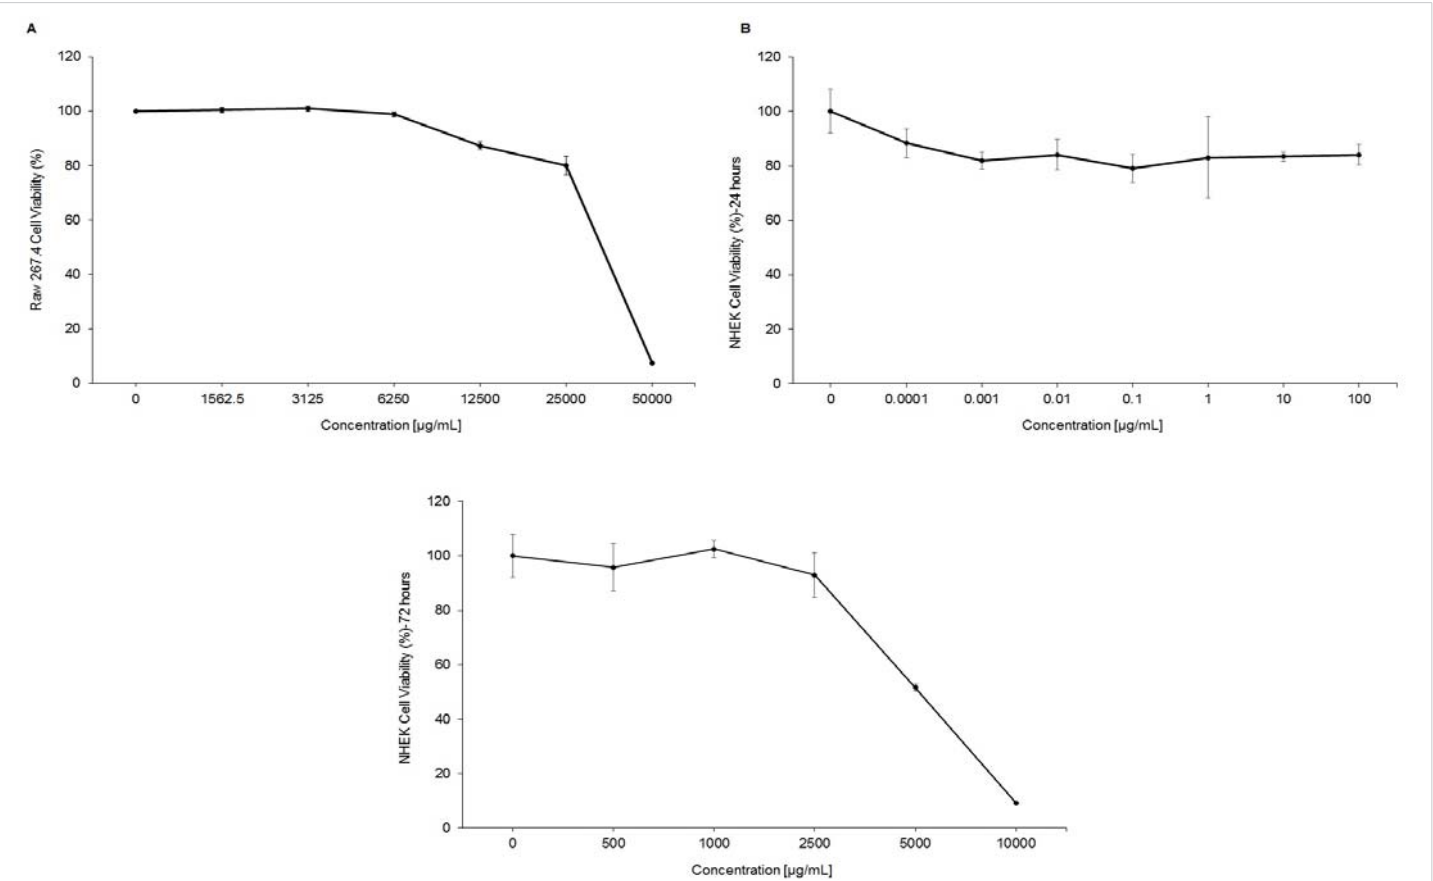 A
120
100
80
60
40
20
0
Raw 267.4 Cell Viability (%)
0 1562.5 3125 6250 12500 25000 50000
Concentration [µg/mL]
B
120
100
80
60
40
20
0
NHEK Cell Viability (%)-24 hours
0 0.0001 0.001 0.01 0.1 1 10 100
Concentration [µg/mL]
120
100
80
60
40
20
0
NHEK Cell Viability (%)-72 hours
0 500 1000 2500 5000 10000
Concentration [µg/mL]